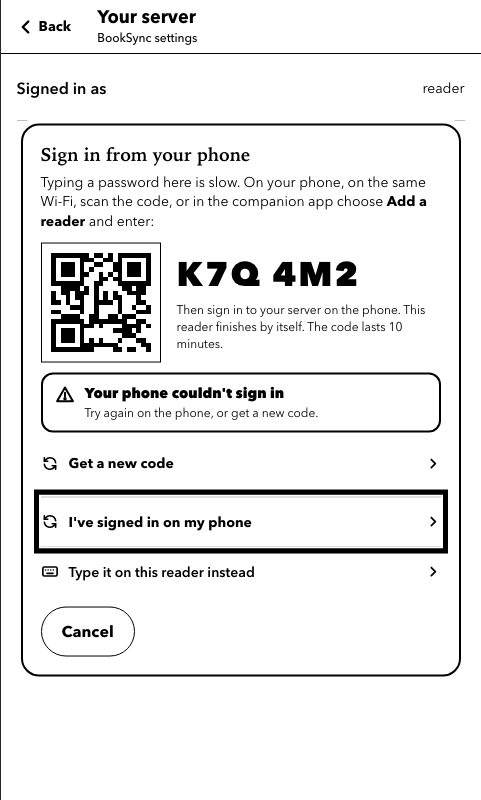 Back
Your server
BookSync settings
Signed in as
reader
Sign in from your phone
Typing a password here is slow. On your phone, on the same
Wi-Fi, scan the code, or in the companion app choose Add a
reader and enter:
K7Q 4M2
Then sign in to your server on the phone. This
reader finishes by itself. The code lasts 10
minutes.
Your phone couldn't sign in
Try again on the phone, or get a new code.
Get a new code
I've signed in on my phone
Type it on this reader instead
Cancel